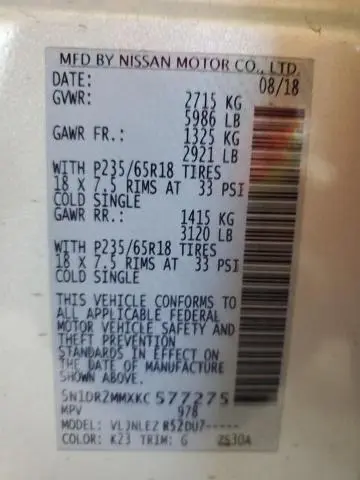 MFD BY NISSAN MOTOR CO., LTD.
DATE: 08/18
GVWR: 2715 KG
5986 LB
GAWR FR.: 1325 KG
2921 LB
WITH P235/65R18 TIRES
18 X 7.5 RIMS AT 33 PSI
COLD SINGLE
GAWR RR.: 1415 KG
3120 LB
WITH P235/65R18 TIRES
18 X 7.5 RIMS AT 33 PSI
COLD SINGLE
THIS VEHICLE CONFORMS TO
ALL APPLICABLE FEDERAL
MOTOR VEHICLE SAFETY AND
THEFT PREVENTION
STANDARDS IN EFFECT ON
THE DATE OF MANUFACTURE
SHOWN ABOVE.
5N1DR2MMXKC577275
MPV 978
MODEL: VLJNLEZ R52DU7-----
COLOR: K23 TRIM: G 2530A